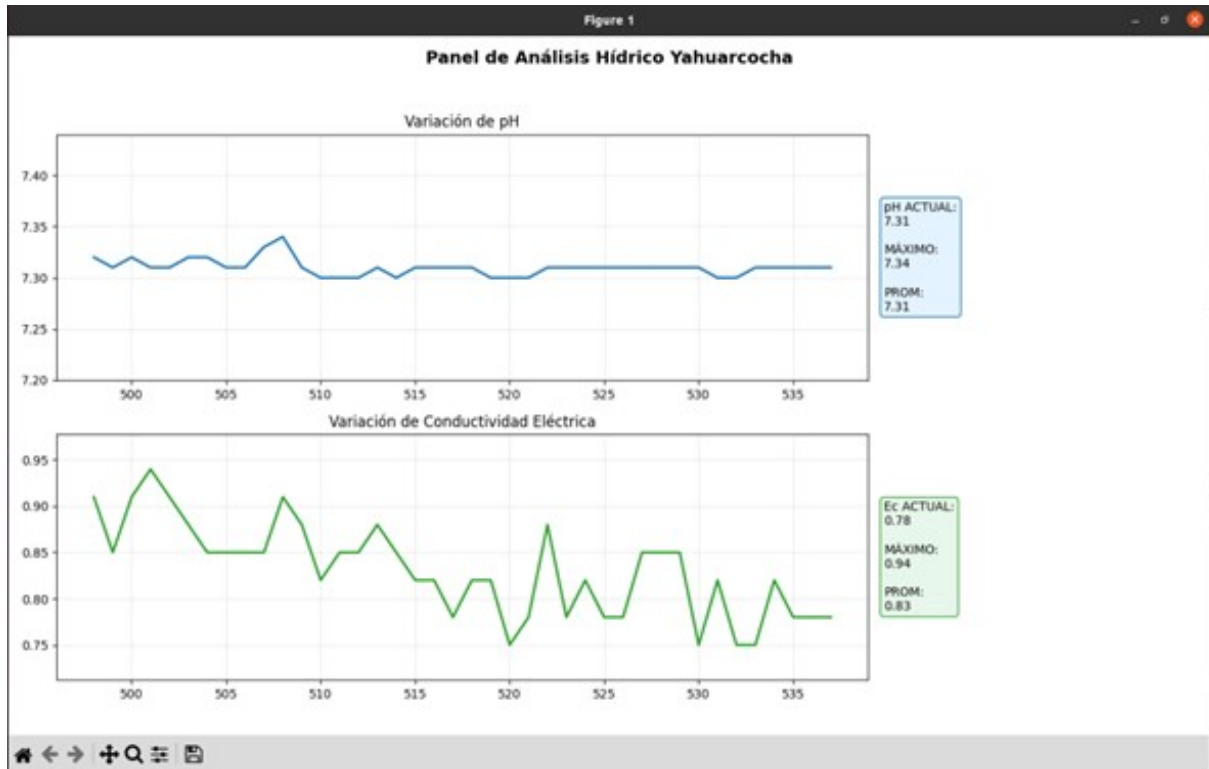 Figure 1
Panel de Análisis Hídrico Yahuarcocha
Variación de pH
7.40
7.35
7.30
7.25
7.20
500 505 510 515 520 525 530 535
pH ACTUAL:
7.31
MÁXIMO:
7.34
PROM:
7.31
Variación de Conductividad Eléctrica
0.95
0.90
0.85
0.80
0.75
500 505 510 515 520 525 530 535
Ec ACTUAL:
0.78
MÁXIMO:
0.94
PROM:
0.83